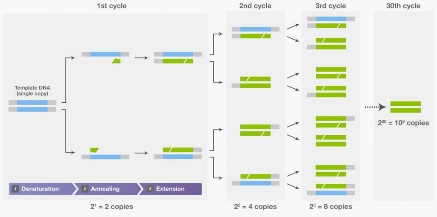 1st cycle
2nd cycle
3rd cycle
30th cycle
Template DNA
(single copy)
1 Denaturation
2 Annealing
3 Extension
2¹ = 2 copies
2² = 4 copies
2³ = 8 copies
2³⁰ = 10⁹ copies